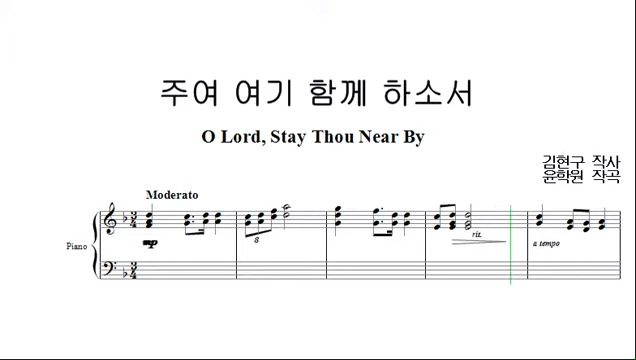 주여 여기 함께 하소서
O Lord, Stay Thou Near By
김현구 작사
윤학원 작곡
Moderato
Piano
mp
3
rit.
a tempo